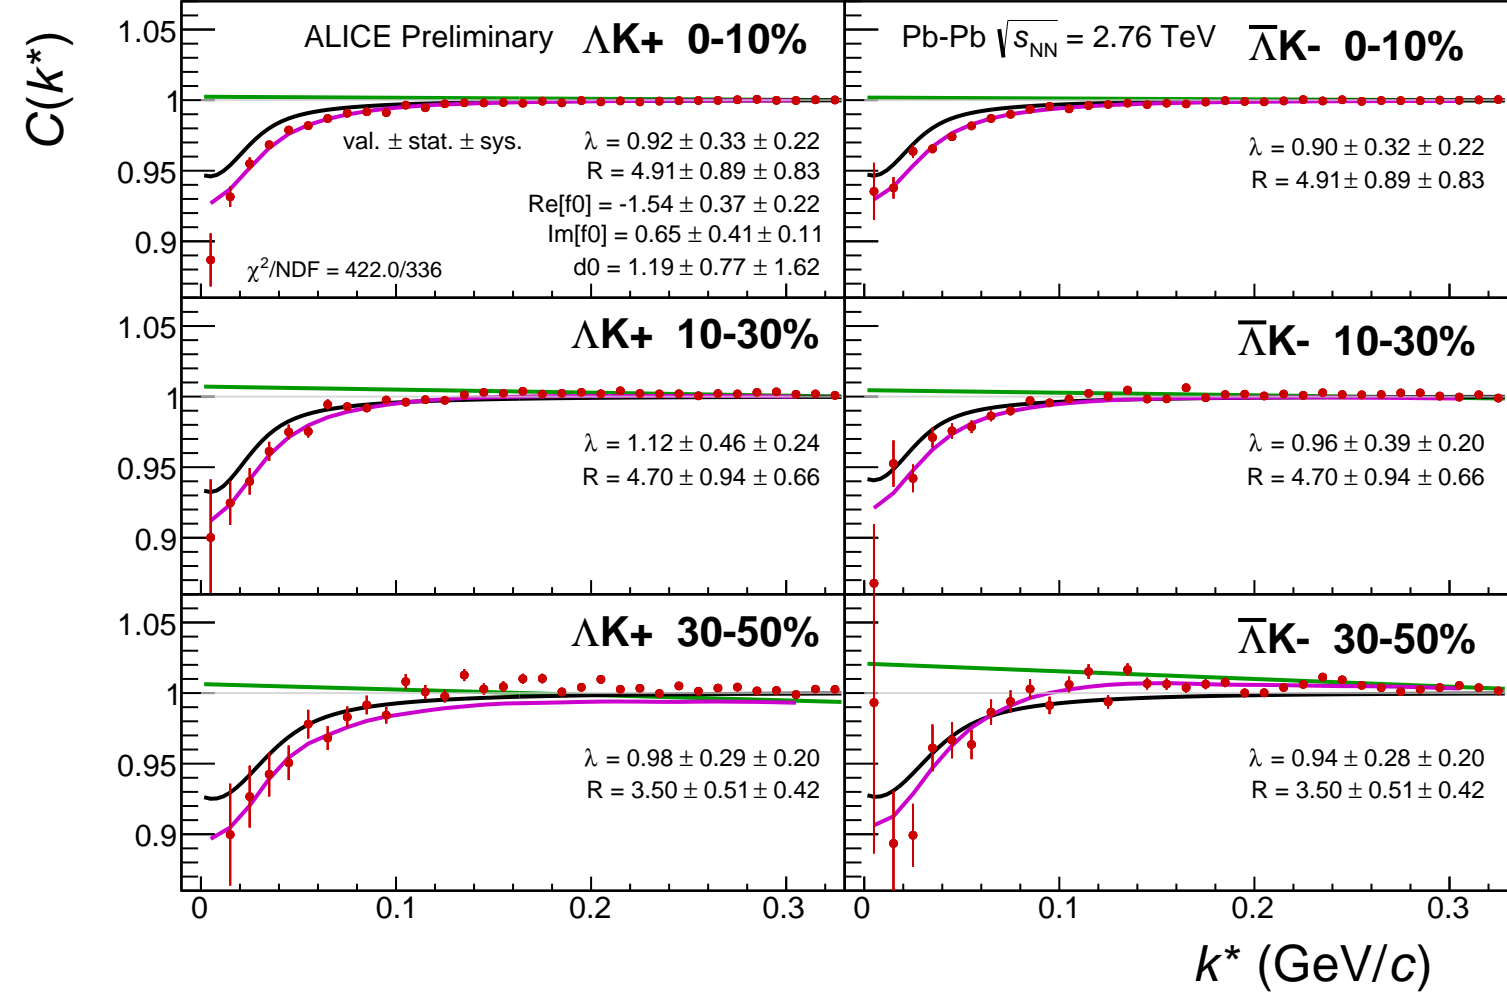 C(k*)
ALICE Preliminary ΛK+ 0-10%
1.05
1
0.95
0.9
val. ± stat. ± sys.
λ = 0.92 ± 0.33 ± 0.22
R = 4.91 ± 0.89 ± 0.83
Re[f0] = -1.54 ± 0.37 ± 0.22
Im[f0] = 0.65 ± 0.41 ± 0.11
d0 = 1.19 ± 0.77 ± 1.62
χ²/NDF = 422.0/336
Pb-Pb √sNN = 2.76 TeV Λ̅K- 0-10%
λ = 0.90 ± 0.32 ± 0.22
R = 4.91 ± 0.89 ± 0.83
ΛK+ 10-30%
1.05
1
0.95
0.9
λ = 1.12 ± 0.46 ± 0.24
R = 4.70 ± 0.94 ± 0.66
Λ̅K- 10-30%
λ = 0.96 ± 0.39 ± 0.20
R = 4.70 ± 0.94 ± 0.66
ΛK+ 30-50%
1.05
1
0.95
0.9
λ = 0.98 ± 0.29 ± 0.20
R = 3.50 ± 0.51 ± 0.42
Λ̅K- 30-50%
λ = 0.94 ± 0.28 ± 0.20
R = 3.50 ± 0.51 ± 0.42
0 0.1 0.2 0.3 0 0.1 0.2 0.3
k* (GeV/c)